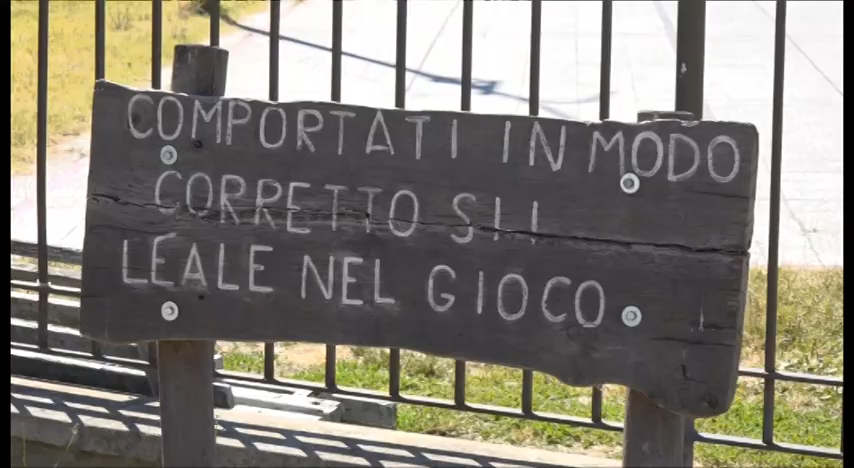 COMPORTATI IN MODO
CORRETTO SII
LEALE NEL GIOCO